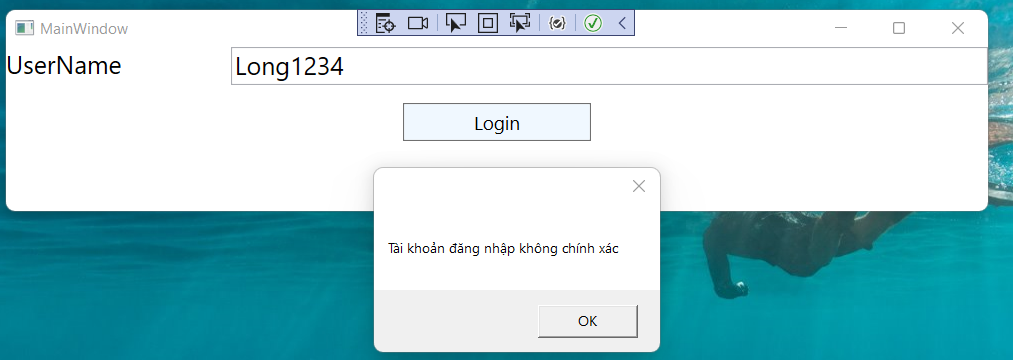 MainWindow
UserName
Long1234
Login
Tài khoản đăng nhập không chính xác
OK